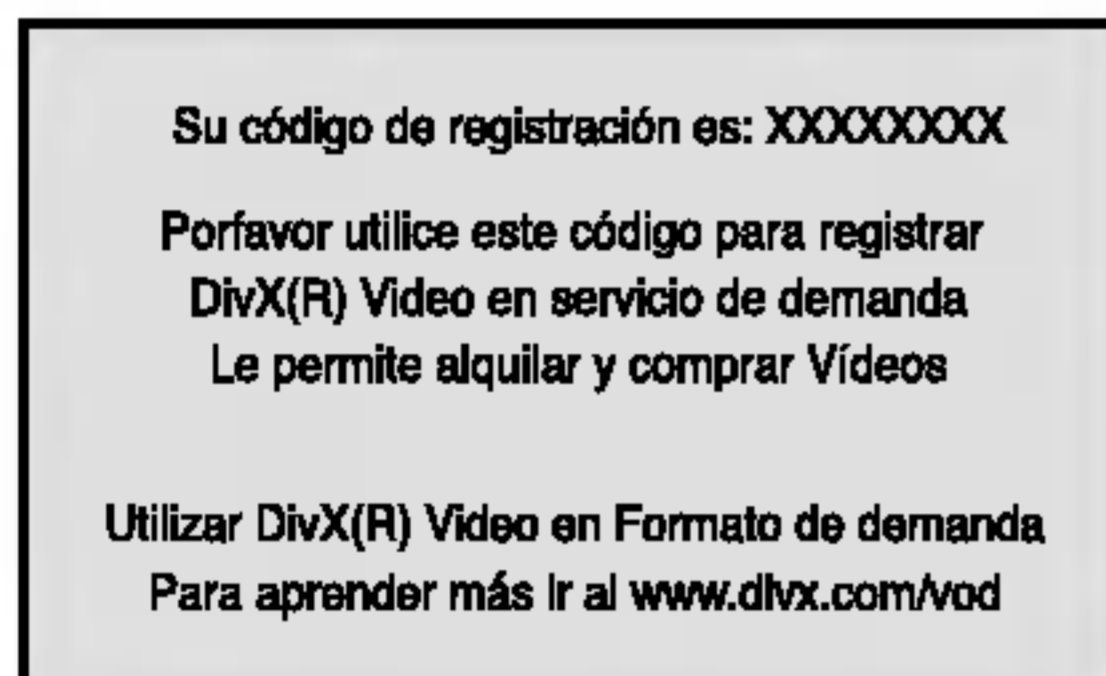 Su código de registración es: XXXXXXXX
Porfavor utilice este código para registrar
DivX(R) Video en servicio de demanda
Le permite alquilar y comprar Vídeos
Utilizar DivX(R) Video en Formato de demanda
Para aprender más ir al www.divx.com/vod